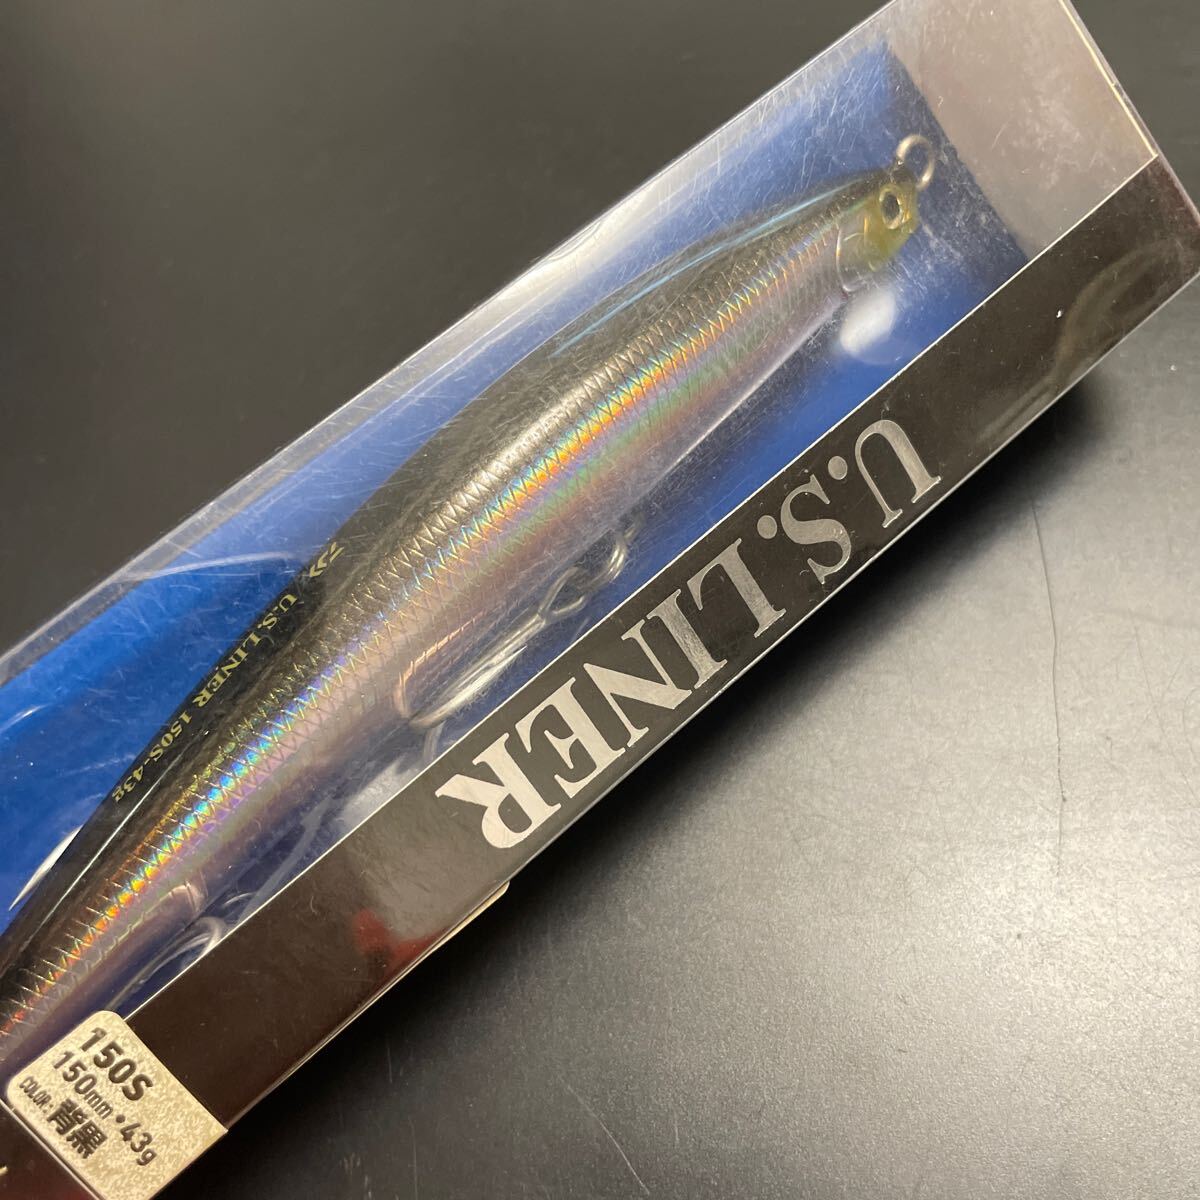 U.S.LINER 150S-43g
U.S.LINER
150S
150mm・43g
COLOR: 背黒